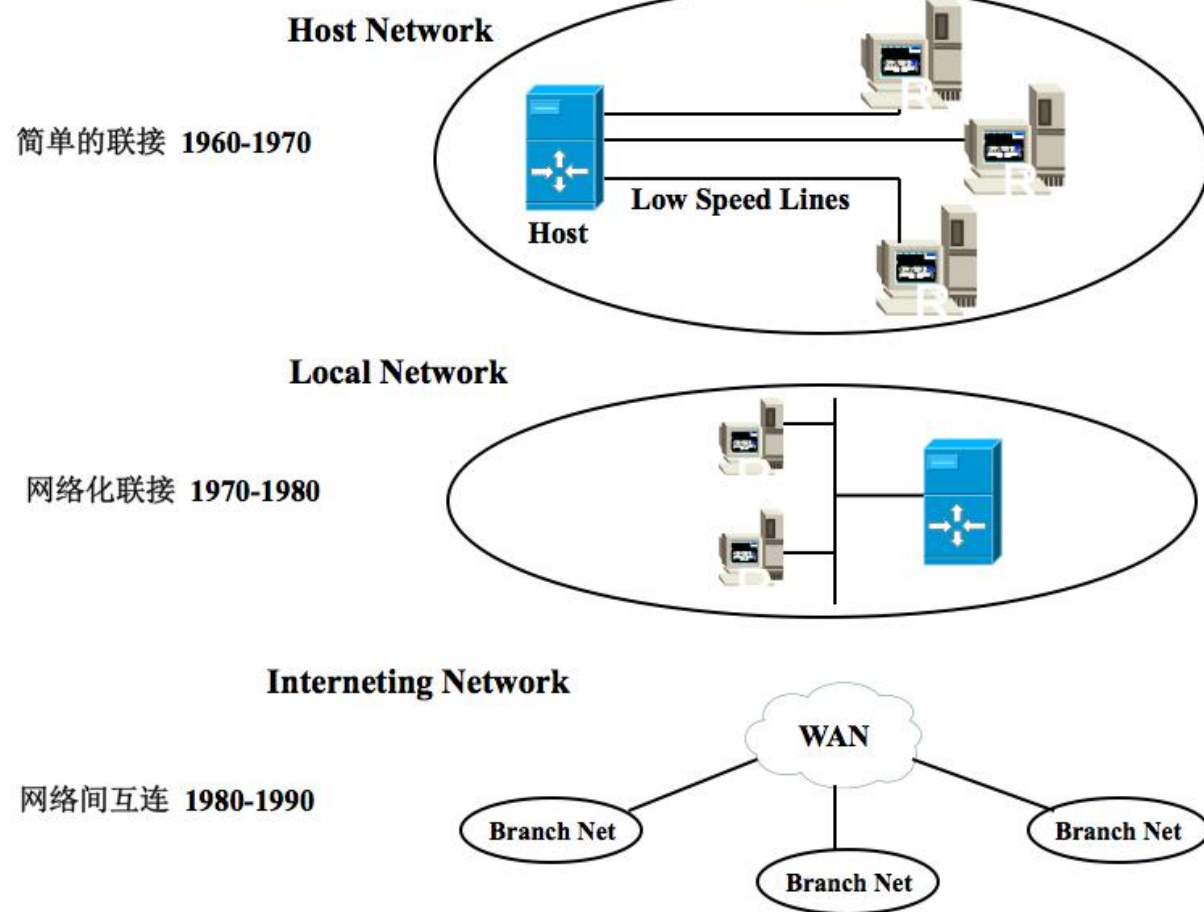 Host Network
简单的联接 1960-1970
R
R
Low Speed Lines
Host
R
Local Network
网络化联接 1970-1980
Interneting Network
WAN
网络间互连 1980-1990
Branch Net
Branch Net
Branch Net